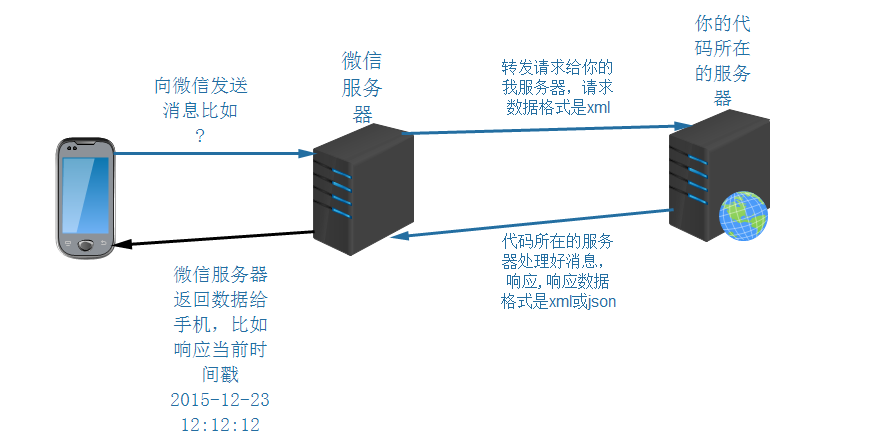 向微信发送
消息比如
?
微信
服务
器
转发请求给你的
我服务器，请求
数据格式是xml
你的代
码所在
的服务
器
微信服务器
返回数据给
手机，比如
响应当前时
间戳
2015-12-23
12:12:12
代码所在的服务
器处理好消息，
响应,响应数据
格式是xml或json